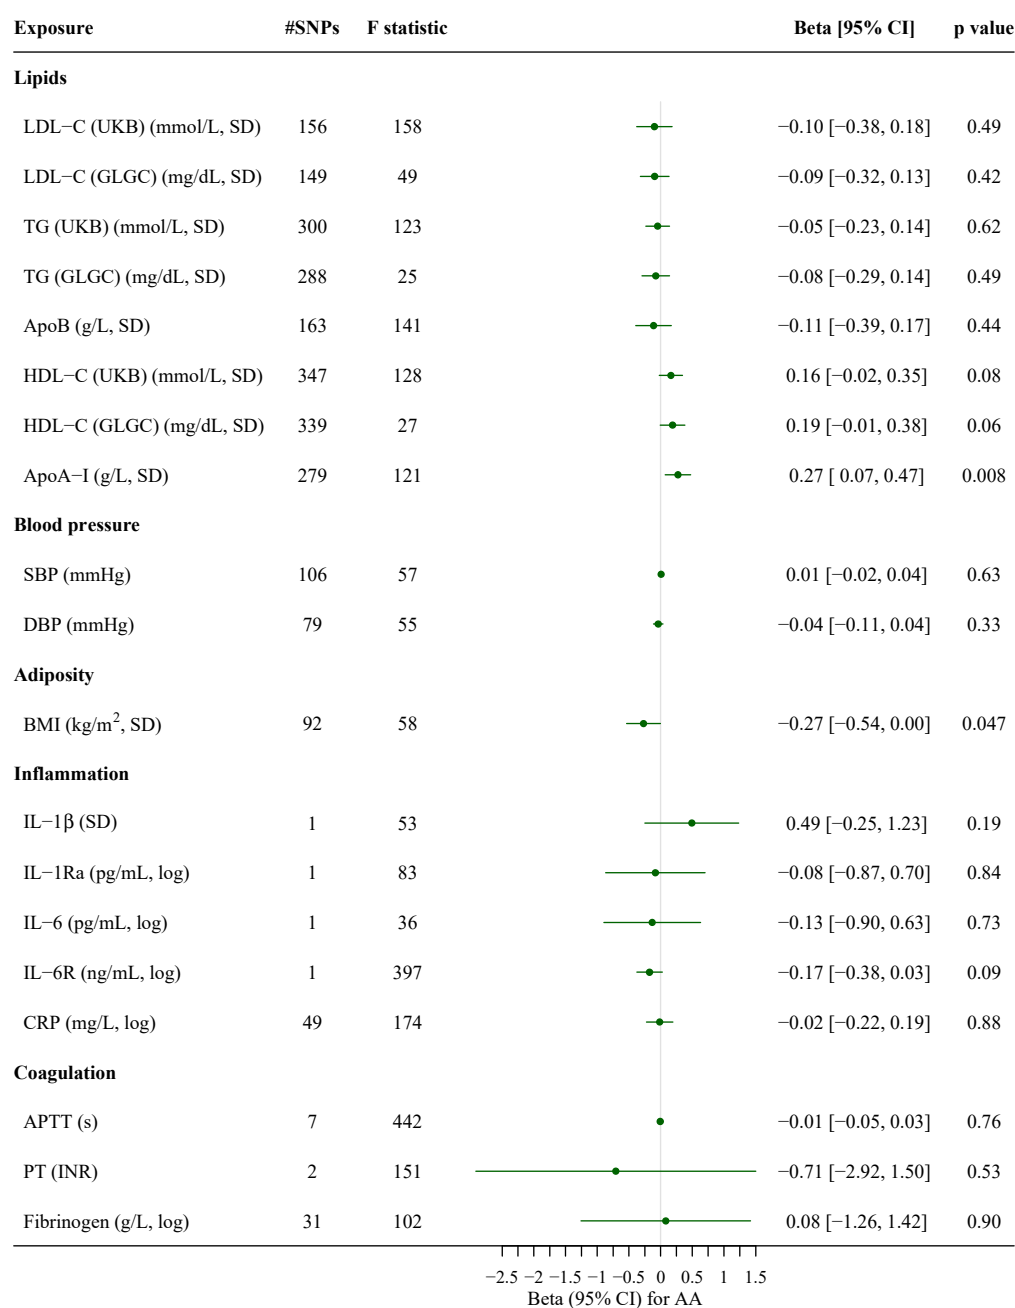 Exposure #SNPs F statistic Beta [95% CI] p value
Lipids
LDL−C (UKB) (mmol/L, SD) 156 158 −0.10 [−0.38, 0.18] 0.49
LDL−C (GLGC) (mg/dL, SD) 149 49 −0.09 [−0.32, 0.13] 0.42
TG (UKB) (mmol/L, SD) 300 123 −0.05 [−0.23, 0.14] 0.62
TG (GLGC) (mg/dL, SD) 288 25 −0.08 [−0.29, 0.14] 0.49
ApoB (g/L, SD) 163 141 −0.11 [−0.39, 0.17] 0.44
HDL−C (UKB) (mmol/L, SD) 347 128 0.16 [−0.02, 0.35] 0.08
HDL−C (GLGC) (mg/dL, SD) 339 27 0.19 [−0.01, 0.38] 0.06
ApoA−I (g/L, SD) 279 121 0.27 [ 0.07, 0.47] 0.008
Blood pressure
SBP (mmHg) 106 57 0.01 [−0.02, 0.04] 0.63
DBP (mmHg) 79 55 −0.04 [−0.11, 0.04] 0.33
Adiposity
BMI (kg/m², SD) 92 58 −0.27 [−0.54, 0.00] 0.047
Inflammation
IL−1β (SD) 1 53 0.49 [−0.25, 1.23] 0.19
IL−1Ra (pg/mL, log) 1 83 −0.08 [−0.87, 0.70] 0.84
IL−6 (pg/mL, log) 1 36 −0.13 [−0.90, 0.63] 0.73
IL−6R (ng/mL, log) 1 397 −0.17 [−0.38, 0.03] 0.09
CRP (mg/L, log) 49 174 −0.02 [−0.22, 0.19] 0.88
Coagulation
APTT (s) 7 442 −0.01 [−0.05, 0.03] 0.76
PT (INR) 2 151 −0.71 [−2.92, 1.50] 0.53
Fibrinogen (g/L, log) 31 102 0.08 [−1.26, 1.42] 0.90
−2.5 −2 −1.5 −1 −0.5 0 0.5 1 1.5
Beta (95% CI) for AA